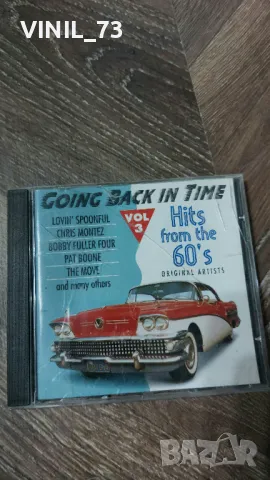 VINIL_73
GOING BACK IN TIME
VOL
3
LOVIN' SPOONFUL
CHRIS MONTEZ
BOBBY FULLER FOUR
PAT BOONE
THE MOVE
and many others
Hits
from the
60's
ORIGINAL ARTISTS
BAZAR